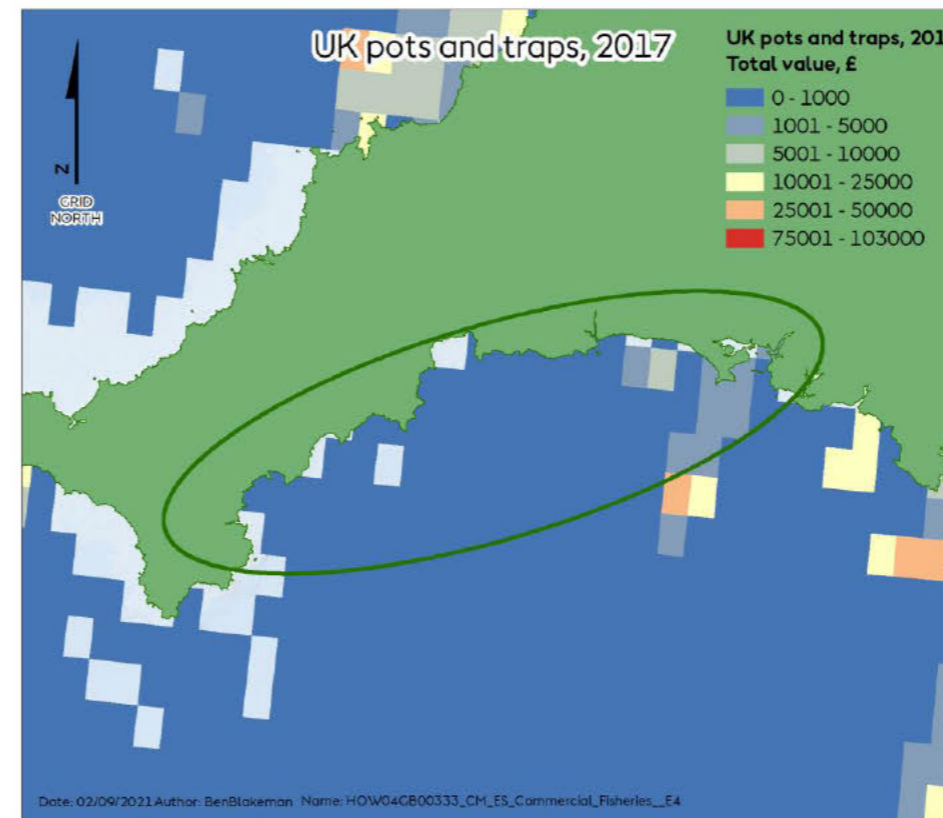 UK pots and traps, 2017
UK pots and traps, 201
Total value, £
0 - 1000
1001 - 5000
5001 - 10000
10001 - 25000
25001 - 50000
75001 - 103000
N
GRID
NORTH
Date: 02/09/2021 Author: BenBlakeman Name: HOW04GB00333_CM_ES_Commercial_Fisheries__E4